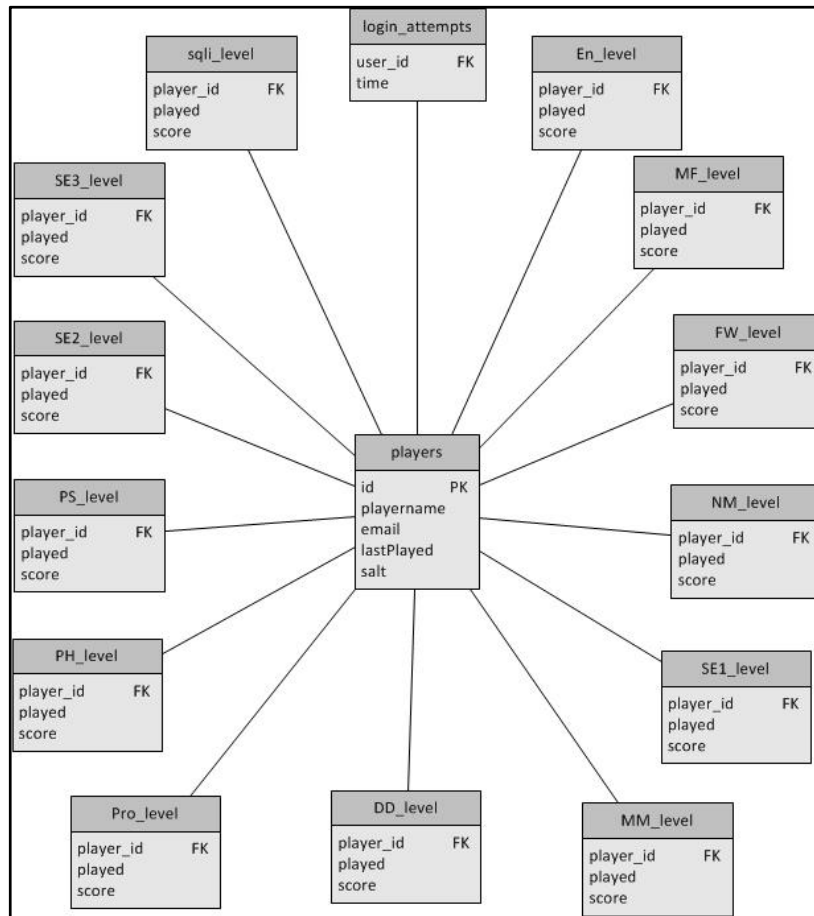 login_attempts
user_id FK
time
sqli_level
player_id FK
played
score
En_level
player_id FK
played
score
SE3_level
player_id FK
played
score
MF_level
player_id FK
played
score
SE2_level
player_id FK
played
score
FW_level
player_id FK
played
score
players
id PK
playername
email
lastPlayed
salt
PS_level
player_id FK
played
score
NM_level
player_id FK
played
score
PH_level
player_id FK
played
score
SE1_level
player_id FK
played
score
Pro_level
player_id FK
played
score
DD_level
player_id FK
played
score
MM_level
player_id FK
played
score